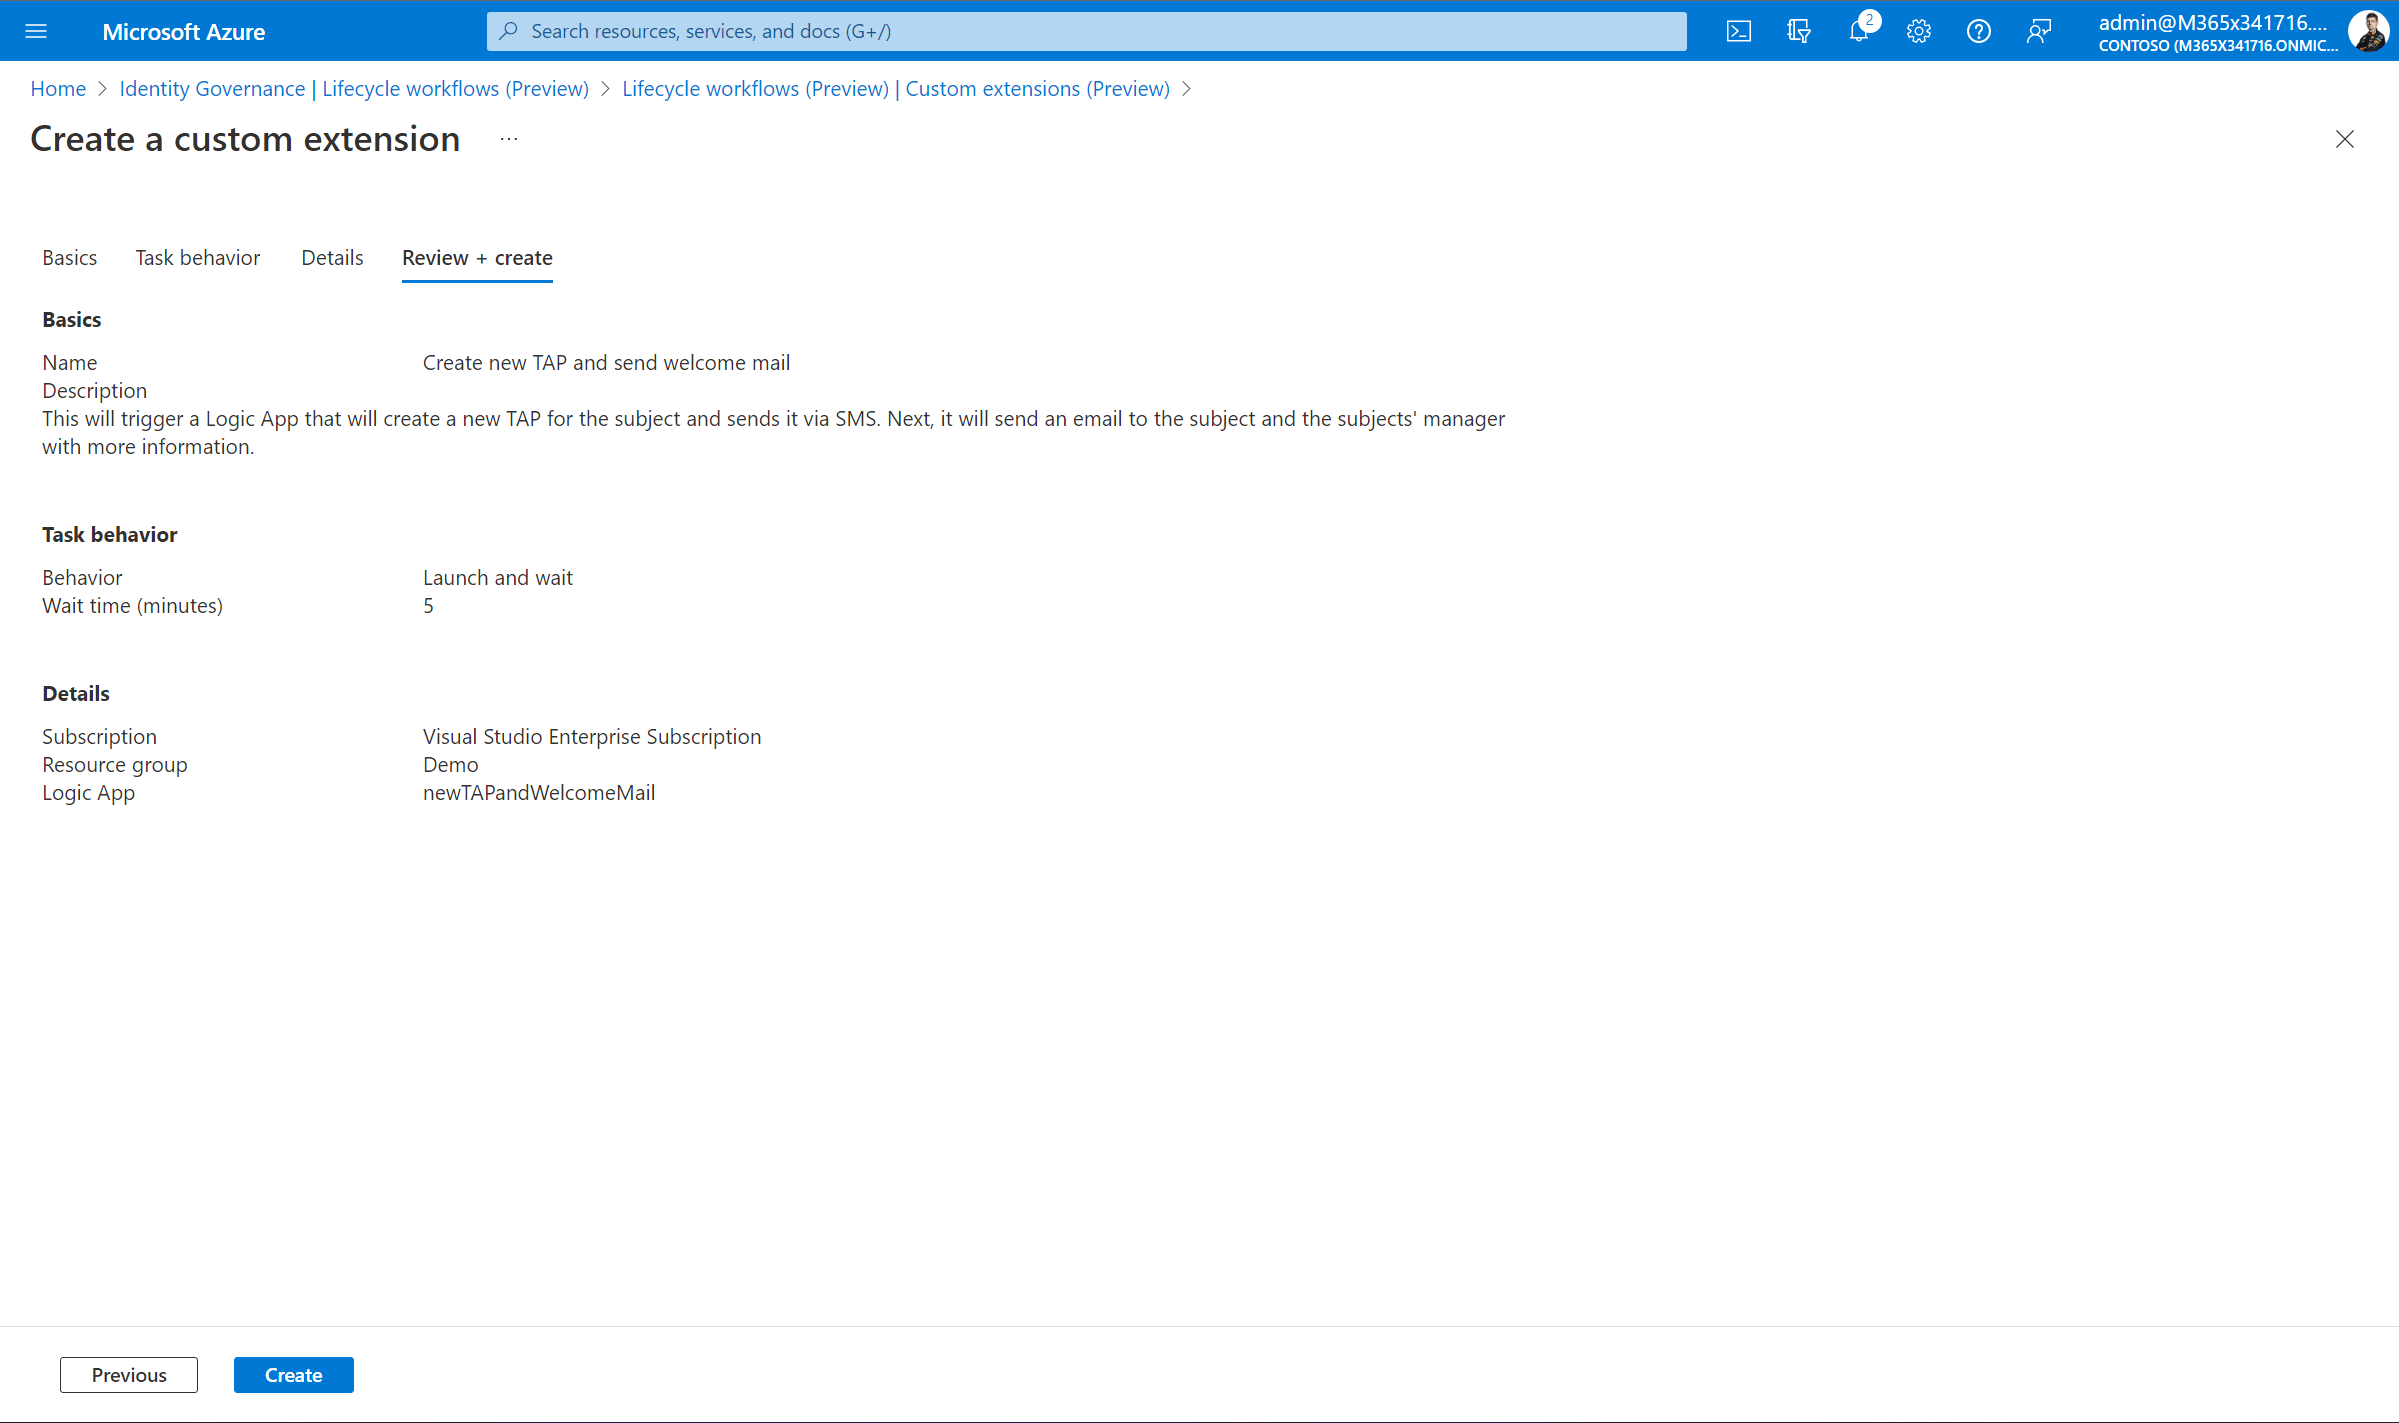 Microsoft Azure
Search resources, services, and docs (G+/)
2
admin@M365x341716....
CONTOSO (M365X341716.ONMIC...
Home > Identity Governance | Lifecycle workflows (Preview) > Lifecycle workflows (Preview) | Custom extensions (Preview) >
Create a custom extension ...
Basics Task behavior Details Review + create
Basics
Name Create new TAP and send welcome mail
Description
This will trigger a Logic App that will create a new TAP for the subject and sends it via SMS. Next, it will send an email to the subject and the subjects' manager
with more information.
Task behavior
Behavior Launch and wait
Wait time (minutes) 5
Details
Subscription Visual Studio Enterprise Subscription
Resource group Demo
Logic App newTAPandWelcomeMail
Previous Create